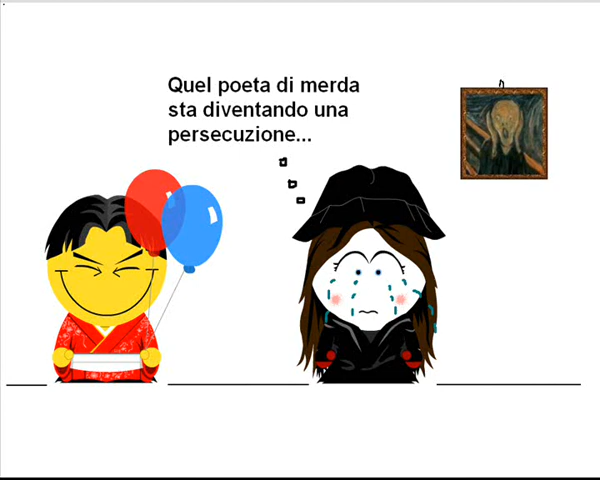 Quel poeta di merda
sta diventando una
persecuzione...